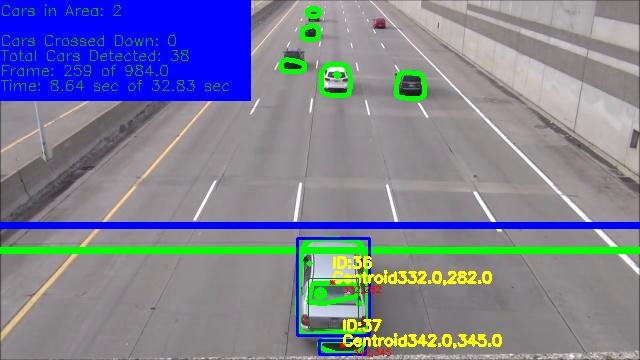 Cars in Area: 2
Cars Crossed Down: 0
Total Cars Detected: 38
Frame: 259 of 984.0
Time: 8.64 sec of 32.83 sec
ID:36
Centroid332.0,282.0
ID:37
Centroid342.0,345.0